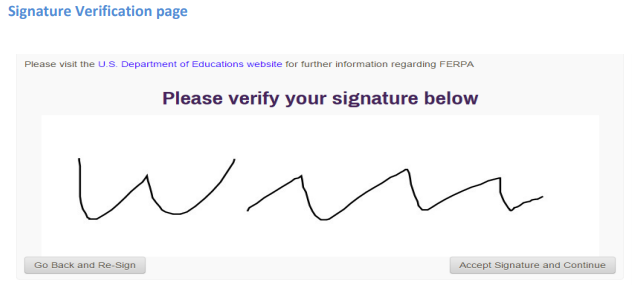 Signature Verification page
Please visit the U.S. Department of Educations website for further information regarding FERPA
Please verify your signature below
Go Back and Re-Sign
Accept Signature and Continue